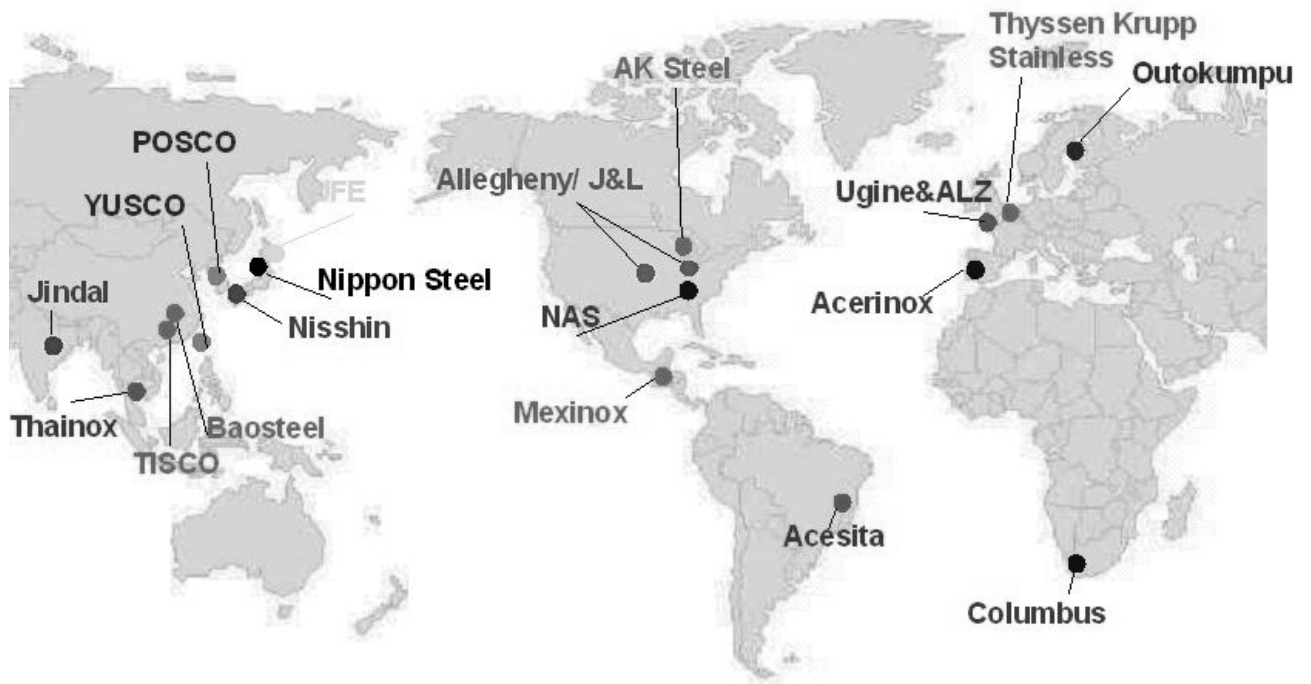 Thyssen Krupp
Stainless
AK Steel
Outokumpu
POSCO
Allegheny/ J&L
Ugine&ALZ
JFE
YUSCO
Nippon Steel
Jindal
Acerinox
NAS
Nisshin
Mexinox
Thainox
Baosteel
TISCO
Acesita
Columbus